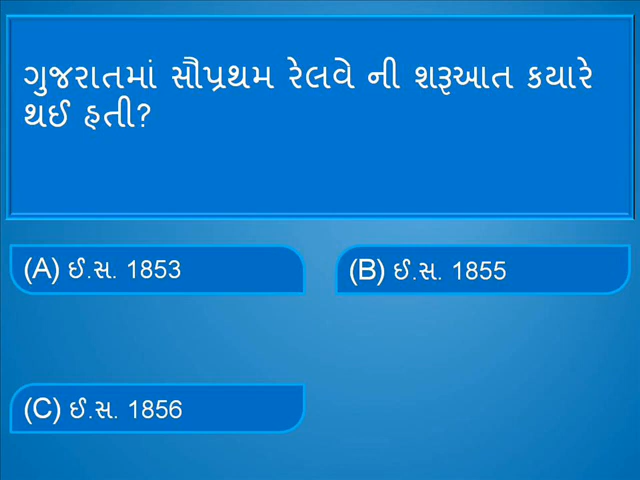 ગુજરાતમાં સૌપ્રથમ રેલવે ની શરૂઆત કયારે
થઈ હતી?
(A) ઈ.સ. 1853
(B) ઈ.સ. 1855
(C) ઈ.સ. 1856